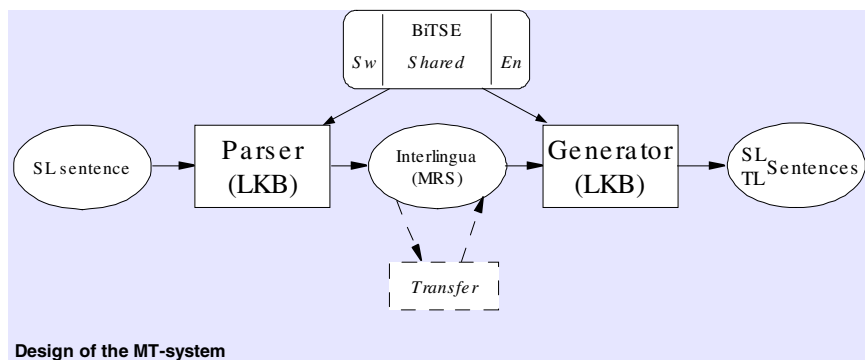 BiTSE
Sw Shared En
SL sentence
Parser
(LKB)
Interlingua
(MRS)
Generator
(LKB)
SL
TL Sentences
Transfer
Design of the MT-system